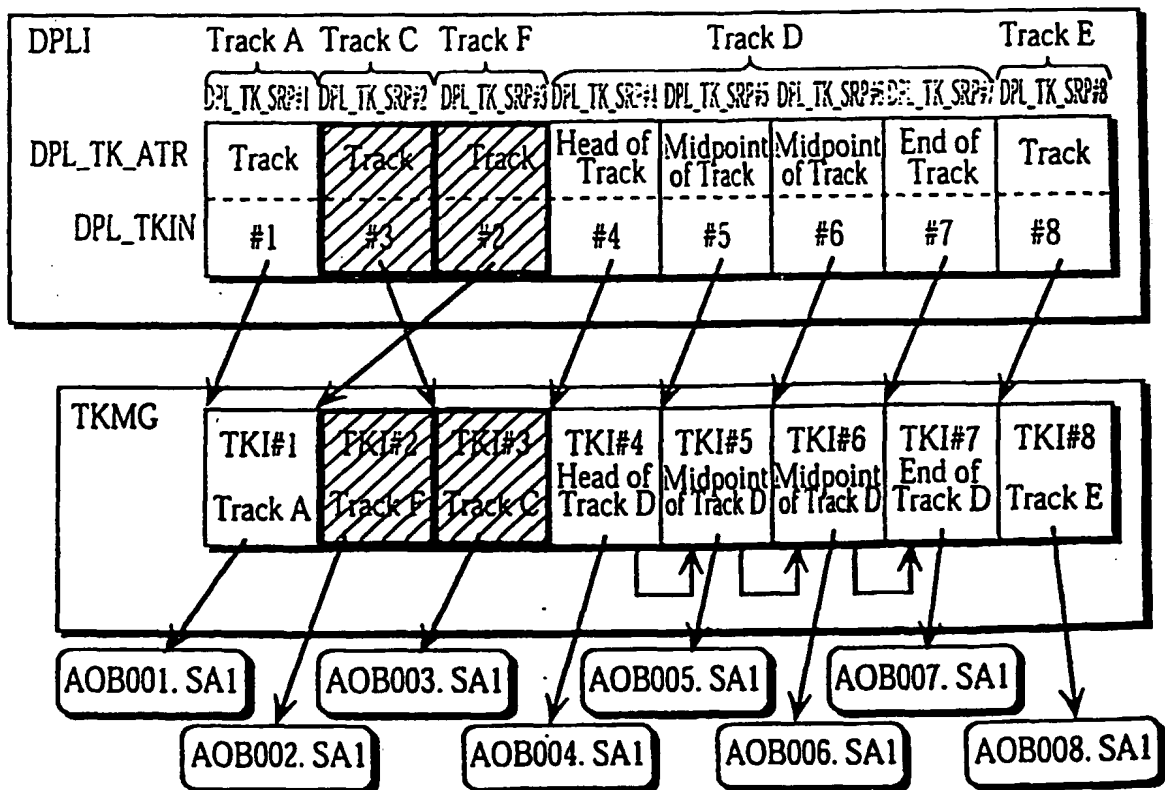 DPLI Track A Track C Track F Track D Track E
DPL_TK_SRP#1 DPL_TK_SRP#2 DPL_TK_SRP#3 DPL_TK_SRP#4 DPL_TK_SRP#5 DPL_TK_SRP#6 DPL_TK_SRP#7 DPL_TK_SRP#8
DPL_TK_ATR Track Track Track Head of Track Midpoint of Track Midpoint of Track End of Track Track
DPL_TKIN #1 #3 #2 #4 #5 #6 #7 #8
TKMG TKI#1 TKI#2 TKI#3 TKI#4 TKI#5 TKI#6 TKI#7 TKI#8
Track A Track F Track C Head of Track D Midpoint of Track D Midpoint of Track D End of Track D Track E
AOB001. SA1 AOB003. SA1 AOB005. SA1 AOB007. SA1
AOB002. SA1 AOB004. SA1 AOB006. SA1 AOB008. SA1